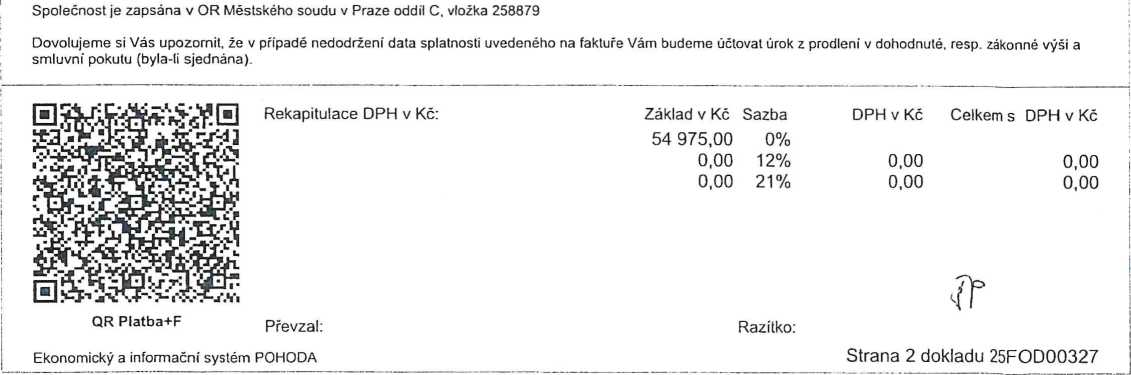 Společnost je zapsána v OR Městského soudu v Praze oddíl C, vložka 258879
Dovolujeme si Vás upozornit, že v případě nedodržení data splatnosti uvedeného na faktuře Vám budeme účtovat úrok z prodlení v dohodnuté, resp. zákonné výši a
smluvní pokutu (byla-li sjednána).
Rekapitulace DPH v Kč: Základ v Kč Sazba DPH v Kč Celkem s DPH v Kč
54 975,00 0%
0,00 12% 0,00 0,00
0,00 21% 0,00 0,00
QR Platba+F
Převzal: Razítko:
Ekonomický a informační systém POHODA Strana 2 dokladu 25FOD00327